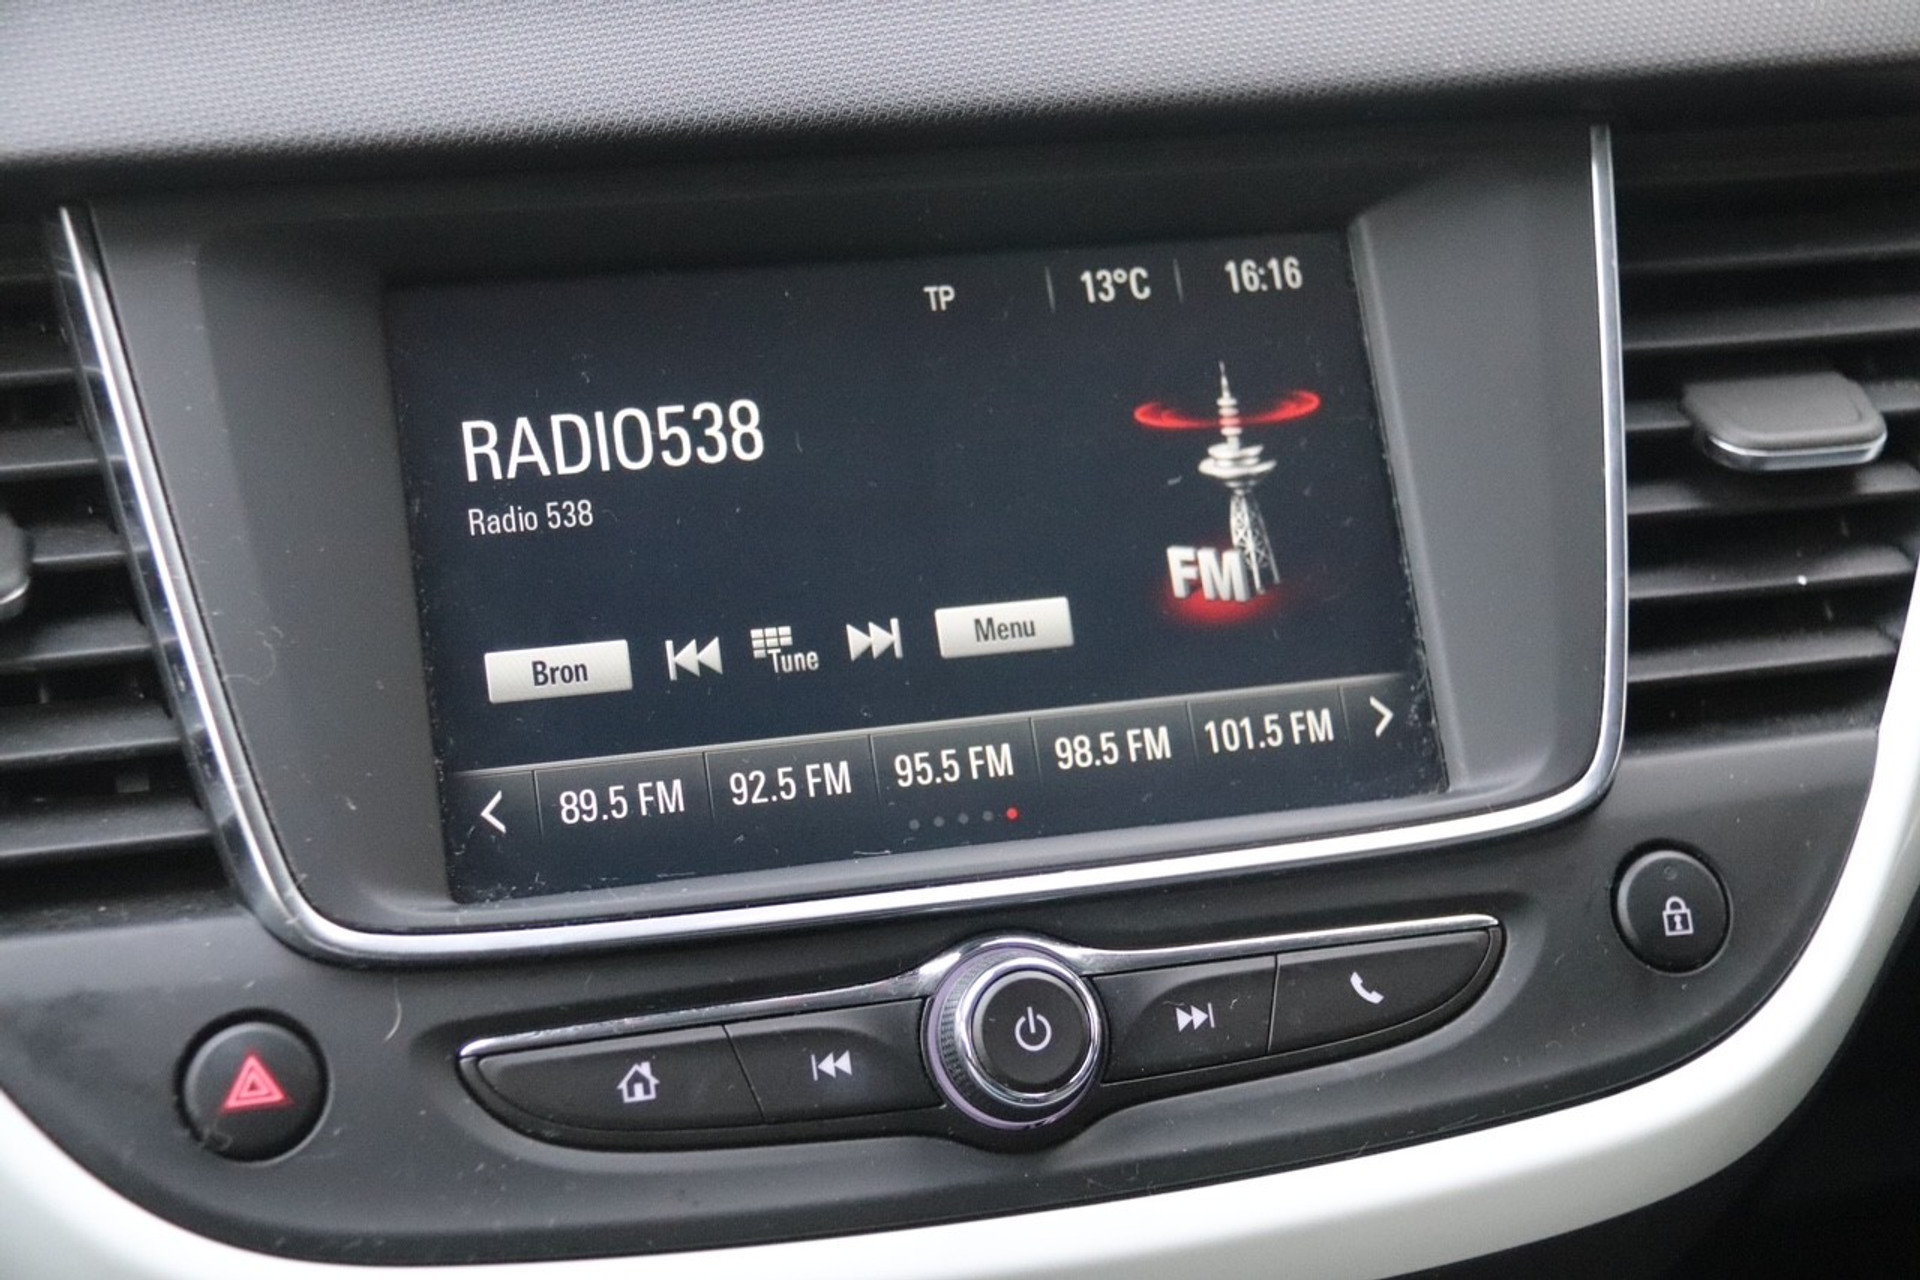 TP 13°C 16:16
RADIO538
Radio 538
FM
Bron Tune Menu
89.5 FM 92.5 FM 95.5 FM 98.5 FM 101.5 FM